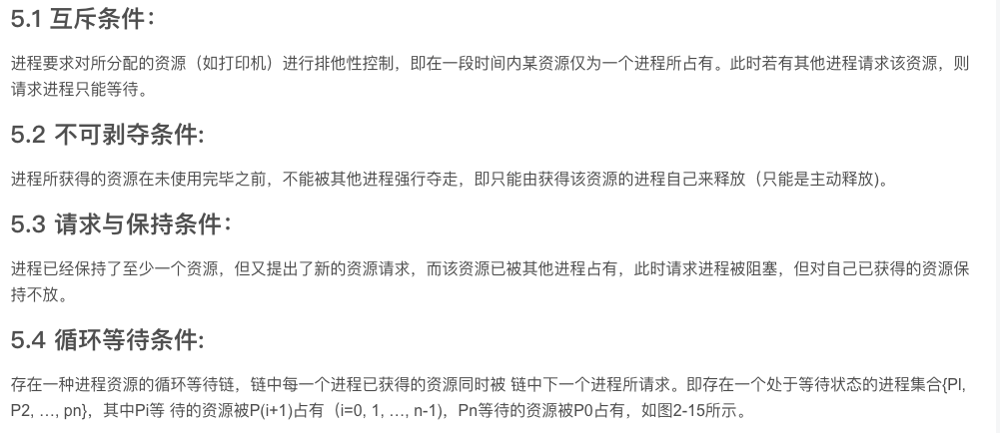 5.1 互斥条件：
进程要求对所分配的资源（如打印机）进行排他性控制，即在一段时间内某资源仅为一个进程所占有。此时若有其他进程请求该资源，则
请求进程只能等待。
5.2 不可剥夺条件:
进程所获得的资源在未使用完毕之前，不能被其他进程强行夺走，即只能由获得该资源的进程自己来释放（只能是主动释放)。
5.3 请求与保持条件：
进程已经保持了至少一个资源，但又提出了新的资源请求，而该资源已被其他进程占有，此时请求进程被阻塞，但对自己已获得的资源保
持不放。
5.4 循环等待条件:
存在一种进程资源的循环等待链，链中每一个进程已获得的资源同时被 链中下一个进程所请求。即存在一个处于等待状态的进程集合{Pl,
P2, ..., pn}，其中Pi等 待的资源被P(i+1)占有（i=0, 1, ..., n-1)，Pn等待的资源被P0占有，如图2-15所示。